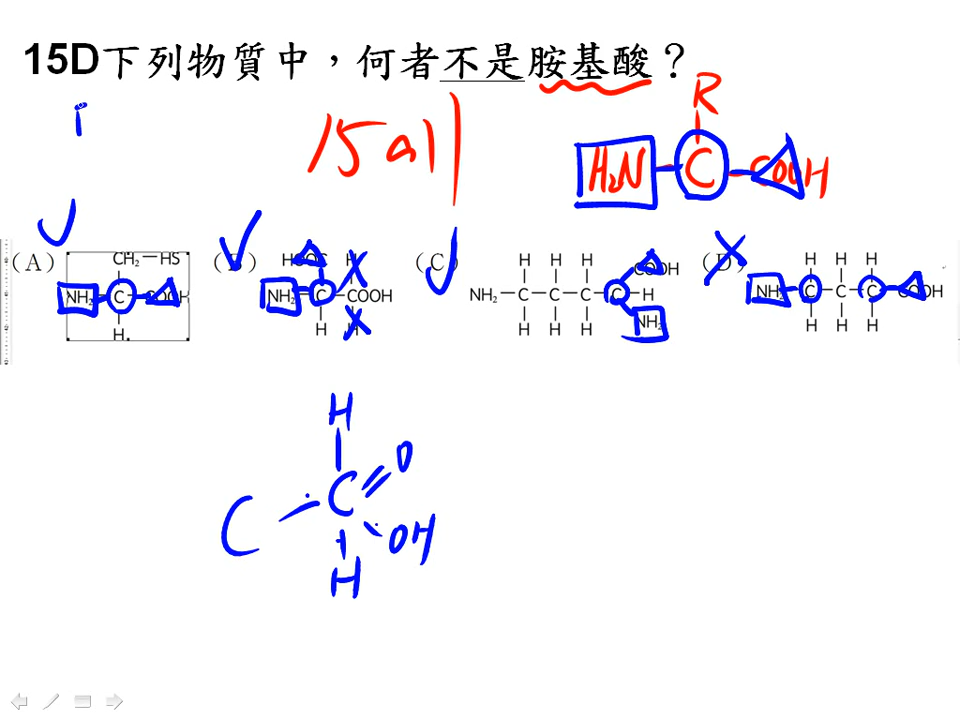 15D下列物質中，何者不是胺基酸？
15 all
R
H₂N C COOH
(A) CH₂—HS
NH₂ C COOH
H
(B) HOOC H
NH₂ C COOH
H H
(C) H H H COOH
NH₂ C C C C H
H H H NH₂
(D) H H H
NH₂ C C C COOH
H H H
H
C C O
OH
H